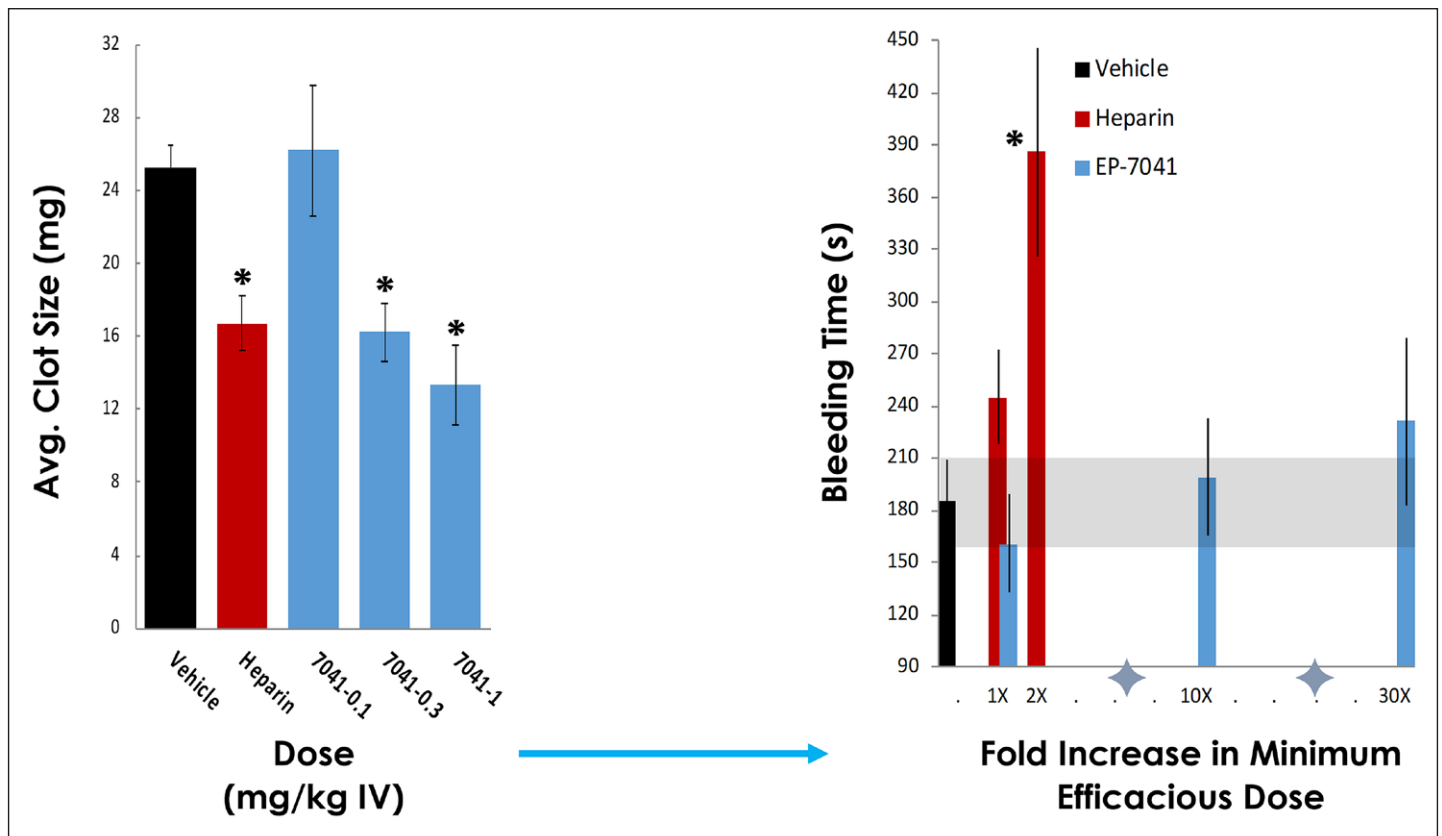 32
28
24
20
16
12
8
4
0
Avg. Clot Size (mg)
*
*
*
Vehicle
Heparin
7041-0.1
7041-0.3
7041-1
Dose
(mg/kg IV)
450
420
390
360
330
300
270
240
210
180
150
120
90
Bleeding Time (s)
Vehicle
Heparin
EP-7041
*
. 1X 2X . . . 10X . . . . 30X
Fold Increase in Minimum
Efficacious Dose